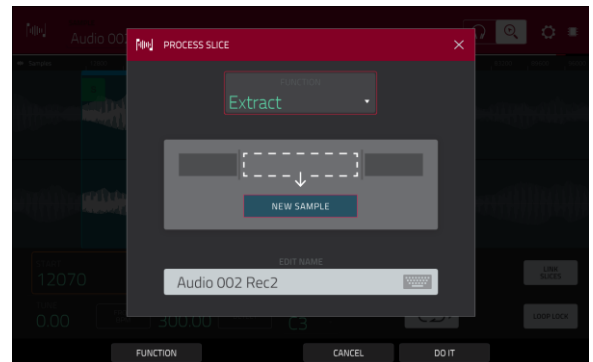 Audio 00
PROCESS SLICE
FUNCTION
Extract
NEW SAMPLE
EDIT NAME
Audio 002 Rec2
START
12070
LINK
SLICES
0.00
300.00
C3
LOOP LOCK
FUNCTION
CANCEL
DO IT